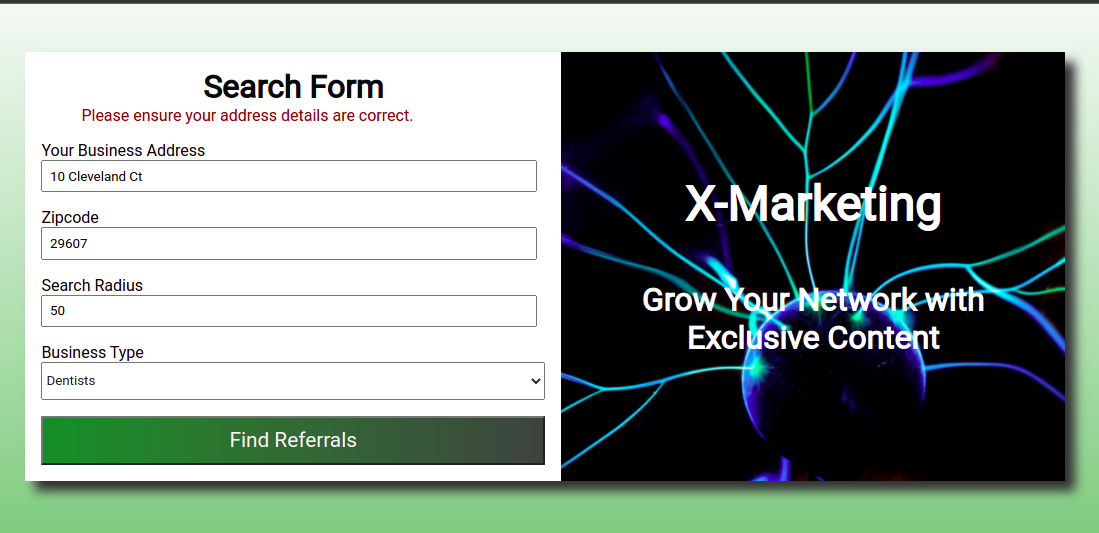 Search Form
Please ensure your address details are correct.
Your Business Address
10 Cleveland Ct
Zipcode
29607
Search Radius
50
Business Type
Dentists
Find Referrals
X-Marketing
Grow Your Network with
Exclusive Content